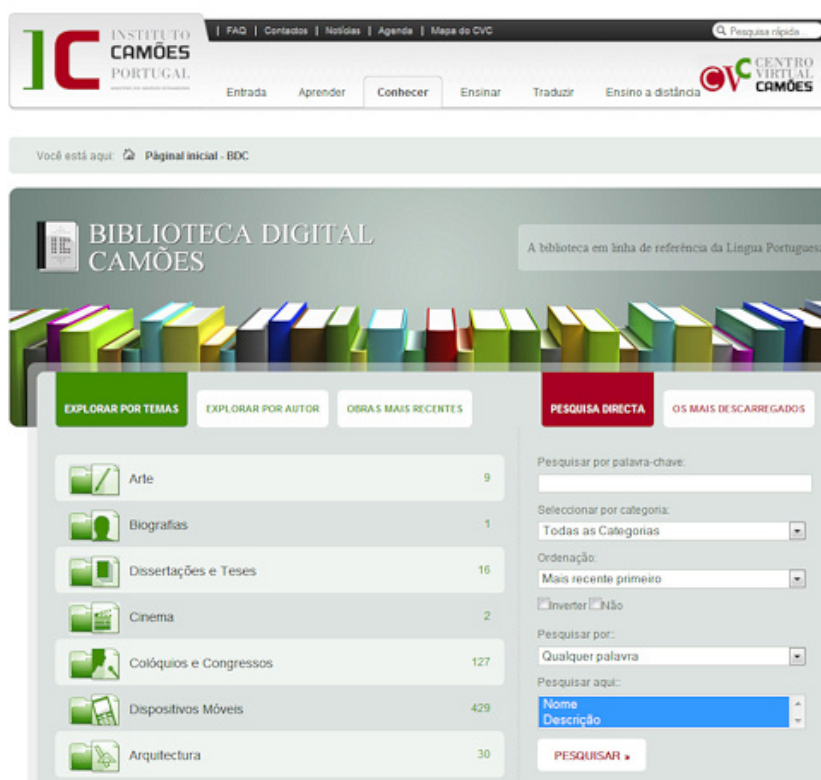 INSTITUTO
CAMÕES
PORTUGAL
| FAQ | Contactos | Notícias | Agenda | Mapa do CVC
Pesquisa rápida...
Entrada Aprender Conhecer Ensinar Traduzir Ensino a distância
CVC CENTRO
VIRTUAL
CAMÕES
Você está aqui: Páginal inicial - BDC
BIBLIOTECA DIGITAL
CAMÕES
A biblioteca em linha de referência da Língua Portuguesa
EXPLORAR POR TEMAS EXPLORAR POR AUTOR OBRAS MAIS RECENTES
PESQUISA DIRECTA OS MAIS DESCARREGADOS
Arte 9
Biografias 1
Dissertações e Teses 16
Cinema 2
Colóquios e Congressos 127
Dispositivos Móveis 429
Arquitectura 30
Pesquisar por palavra-chave:
Seleccionar por categoria:
Todas as Categorias
Ordenação:
Mais recente primeiro
Inverter Não
Pesquisar por::
Qualquer palavra
Pesquisar aqui::
Nome
Descrição
PESQUISAR »